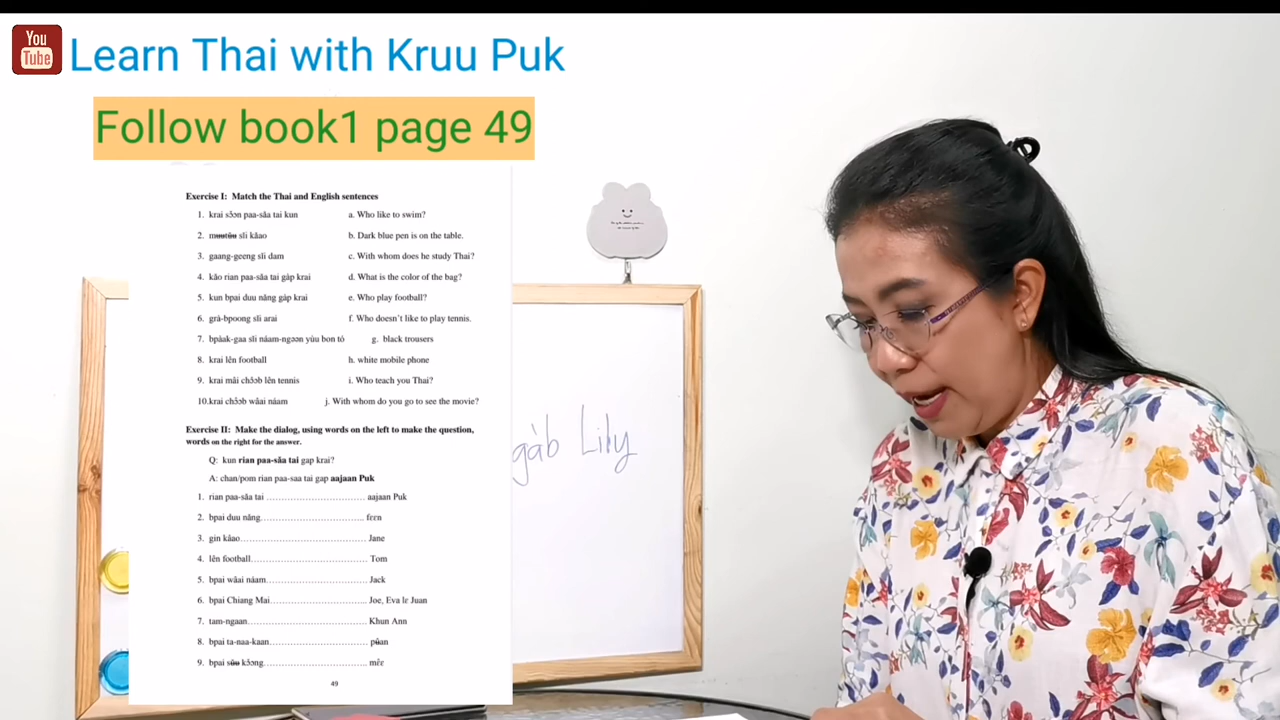 You
Tube
Learn Thai with Kruu Puk
Follow book1 page 49
Exercise I: Match the Thai and English sentences
1. krai sɔ̌ɔn paa-sǎa tai kun a. Who like to swim?
2. mʉʉtʉ̌ʉ sǐi kǎao b. Dark blue pen is on the table.
3. gaang-geeng sǐi dam c. With whom does he study Thai?
4. kǎo rian paa-sǎa tai gàp krai d. What is the color of the bag?
5. kun bpai duu nǎng gàp krai e. Who play football?
6. grà-bpoong sǐi arai f. Who doesn't like to play tennis.
7. bpàak-gaa sǐi náam-ngəən yùu bon tó g. black trousers
8. krai lên football h. white mobile phone
9. krai mâi chɔ̂ɔb lên tennis i. Who teach you Thai?
10.krai chɔ̂ɔb wâai náam j. With whom do you go to see the movie?
Exercise II: Make the dialog, using words on the left to make the question,
words on the right for the answer.
Q: kun rian paa-sǎa tai gap krai?
A: chan/pom rian paa-saa tai gap aajaan Puk
1. rian paa-sǎa tai ................................ aajaan Puk
2. bpai duu nǎng................................. fɛɛn
3. gin kâao........................................ Jane
4. lên football..................................... Tom
5. bpai wâai náam................................ Jack
6. bpai Chiang Mai............................... Joe, Eva lɛ Juan
7. tam-ngaan...................................... Khun Ann
8. bpai ta-naa-kaan............................... pʉ̂an
9. bpai sʉ́ʉ kɔ̌ɔng................................. mɛ̂ɛ
49
gàb Lily